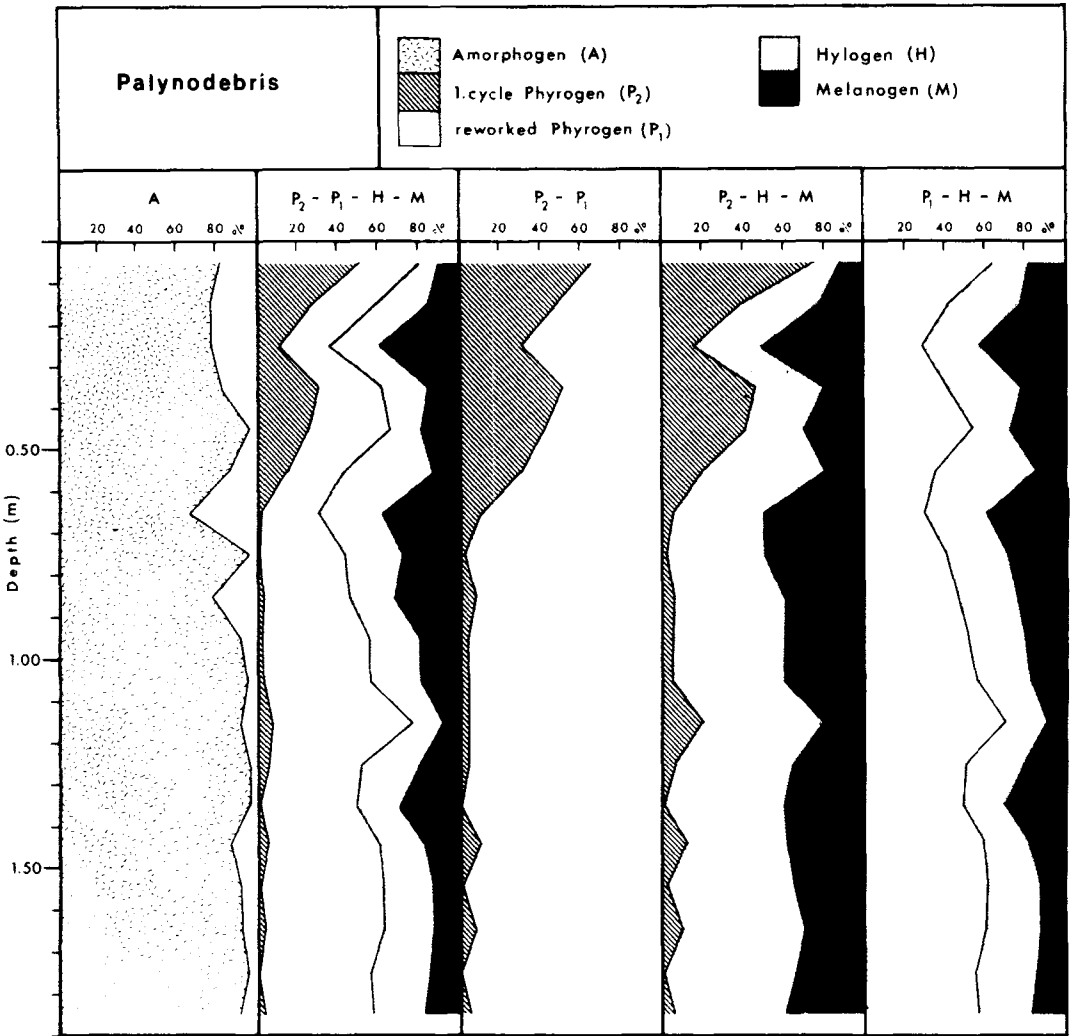 Palynodebris
Amorphogen (A)
1.cycle Phyrogen (P₂)
reworked Phyrogen (P₁)
Hylogen (H)
Melanogen (M)
A
P₂ - P₁ - H - M
P₂ - P₁
P₂ - H - M
P₁ - H - M
20 40 60 80 %
20 40 60 80 %
20 40 60 80 %
20 40 60 80 %
20 40 60 80 %
Depth (m)
0.50
1.00
1.50